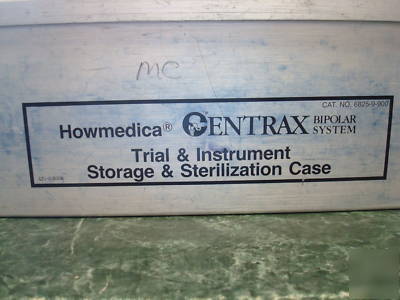 MC
CAT. NO. 6825-9-900
Howmedica® CENTRAX BIPOLAR SYSTEM
Trial & Instrument
Storage & Sterilization Case